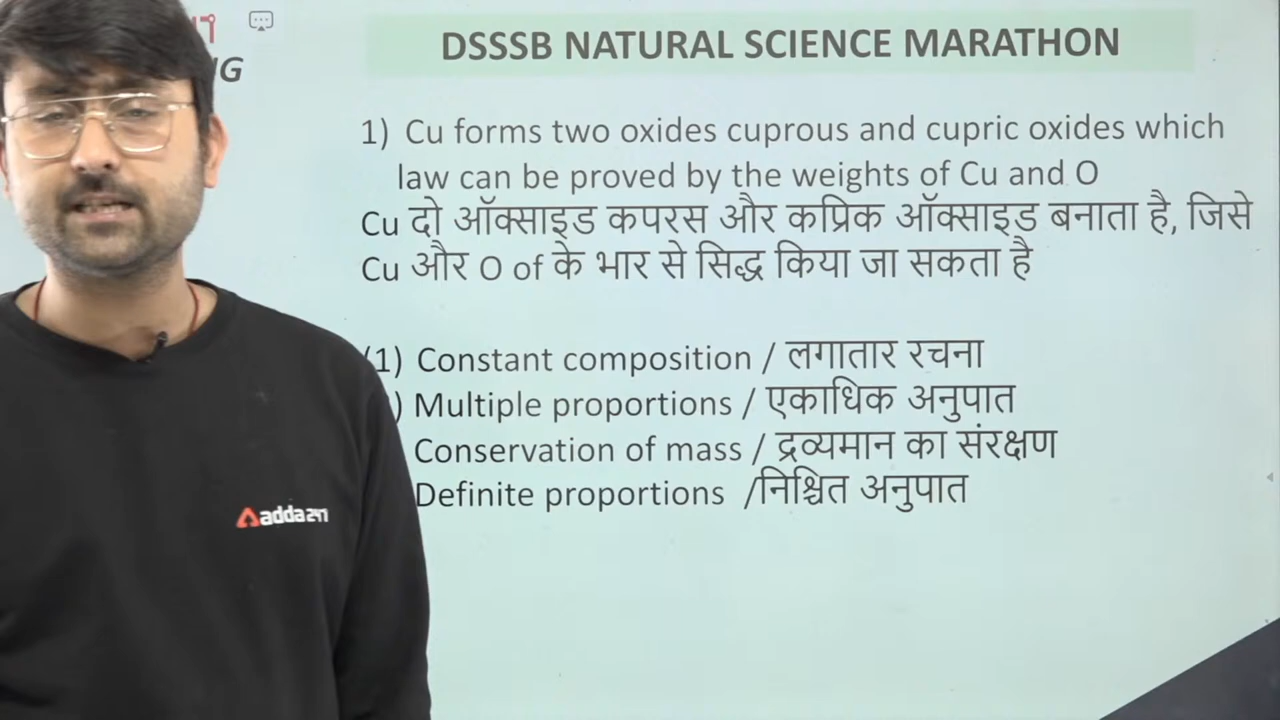 DSSSB NATURAL SCIENCE MARATHON
1) Cu forms two oxides cuprous and cupric oxides which
law can be proved by the weights of Cu and O
Cu दो ऑक्साइड कपरस और कप्रिक ऑक्साइड बनाता है, जिसे
Cu और O of के भार से सिद्ध किया जा सकता है
(1) Constant composition / लगातार रचना
) Multiple proportions / एकाधिक अनुपात
Conservation of mass / द्रव्यमान का संरक्षण
Definite proportions /निश्चित अनुपात
adda247